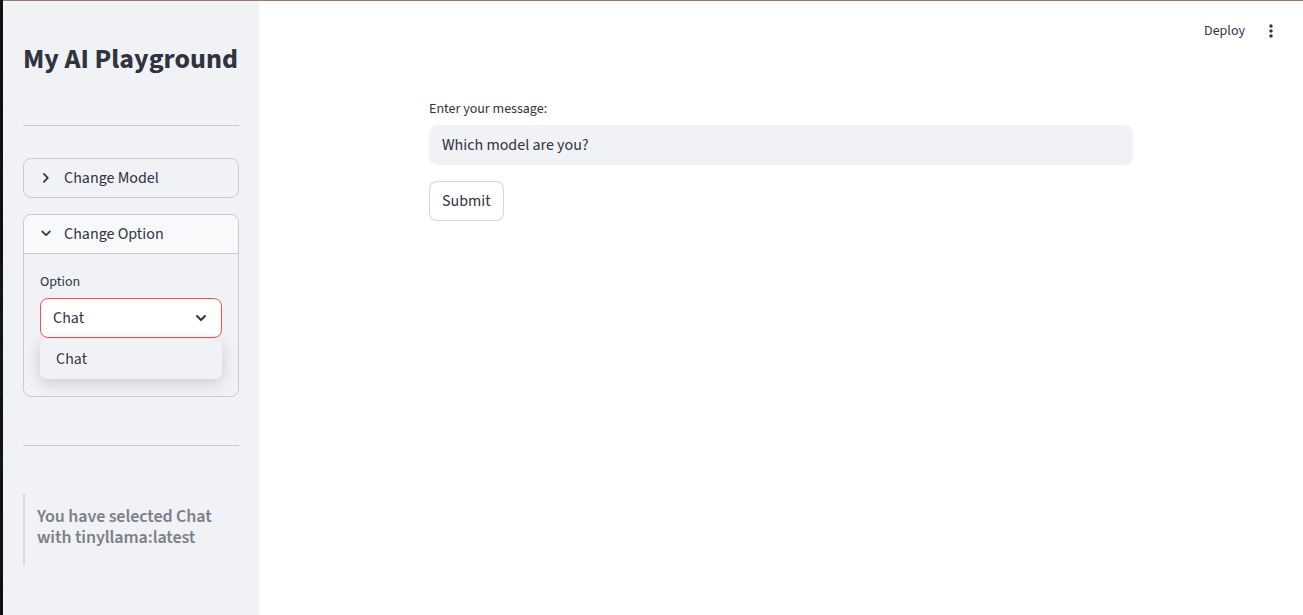 My AI Playground
Change Model
Change Option
Option
Chat
Chat
You have selected Chat
with tinyllama:latest
Deploy
Enter your message:
Which model are you?
Submit